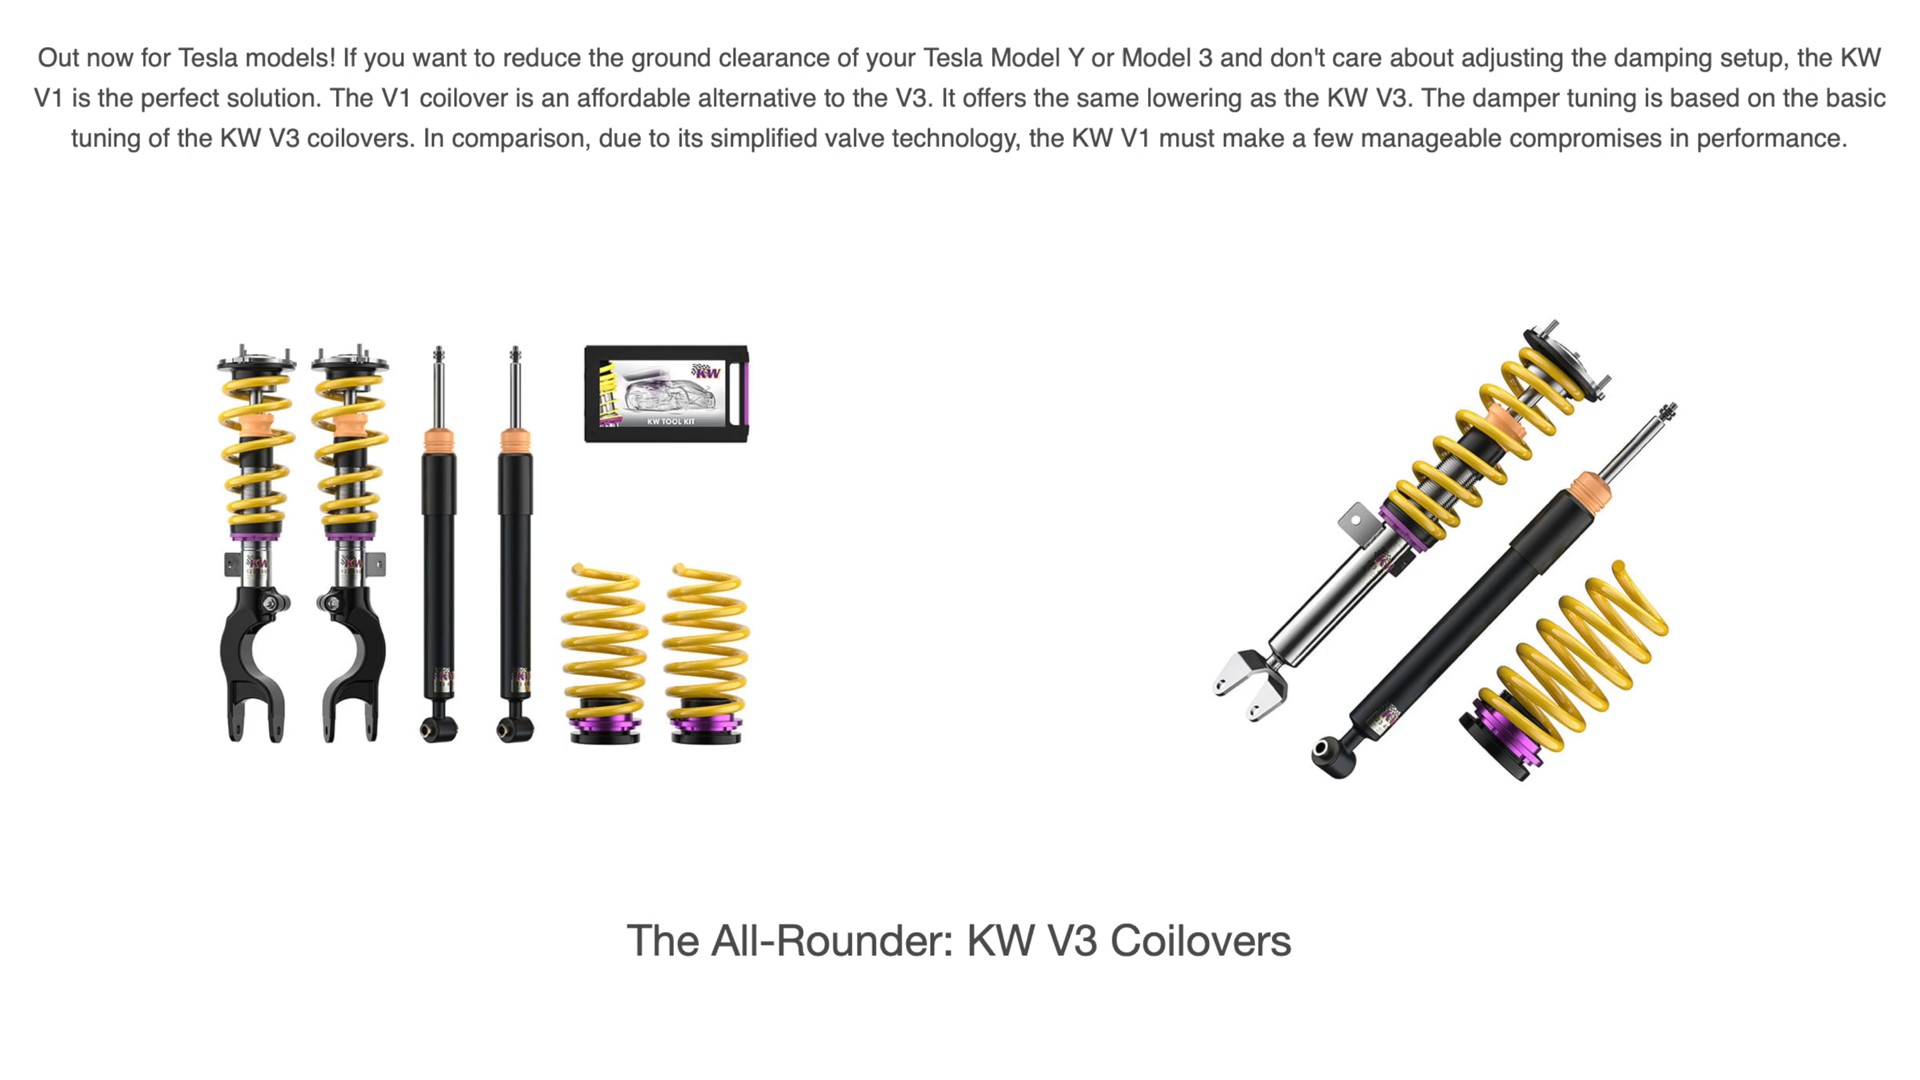 Out now for Tesla models! If you want to reduce the ground clearance of your Tesla Model Y or Model 3 and don't care about adjusting the damping setup, the KW
V1 is the perfect solution. The V1 coilover is an affordable alternative to the V3. It offers the same lowering as the KW V3. The damper tuning is based on the basic
tuning of the KW V3 coilovers. In comparison, due to its simplified valve technology, the KW V1 must make a few manageable compromises in performance.
KW
KW TOOL KIT
KW
KW
KW
KW
The All-Rounder: KW V3 Coilovers